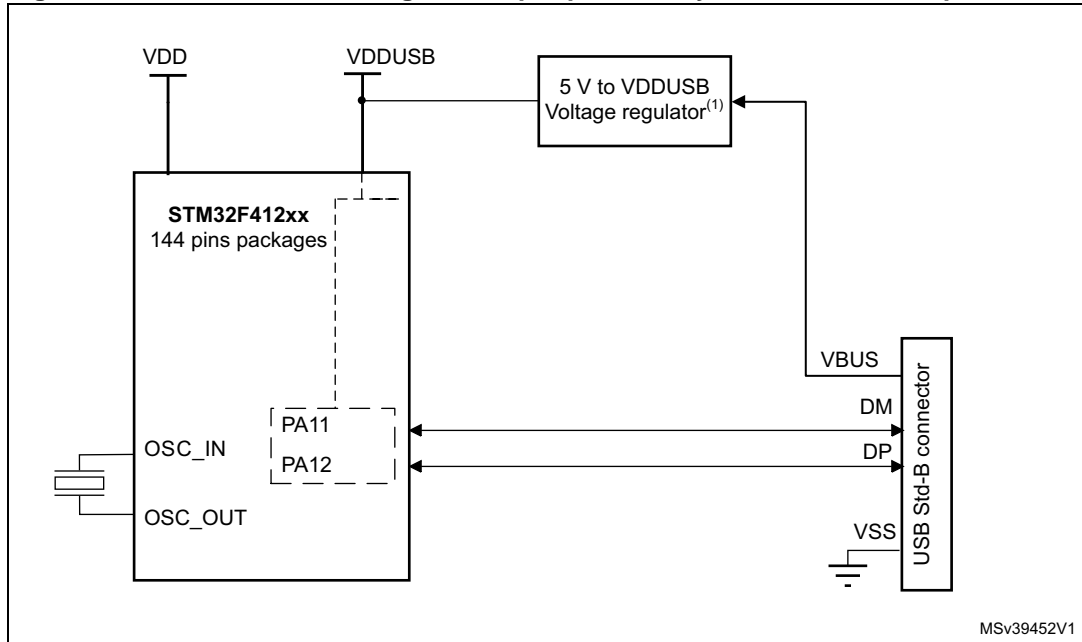 VDD
VDDUSB
5 V to VDDUSB
Voltage regulator(1)
STM32F412xx
144 pins packages
VBUS
DM
PA11
OSC_IN
DP
PA12
OSC_OUT
VSS
USB Std-B connector
MSv39452V1